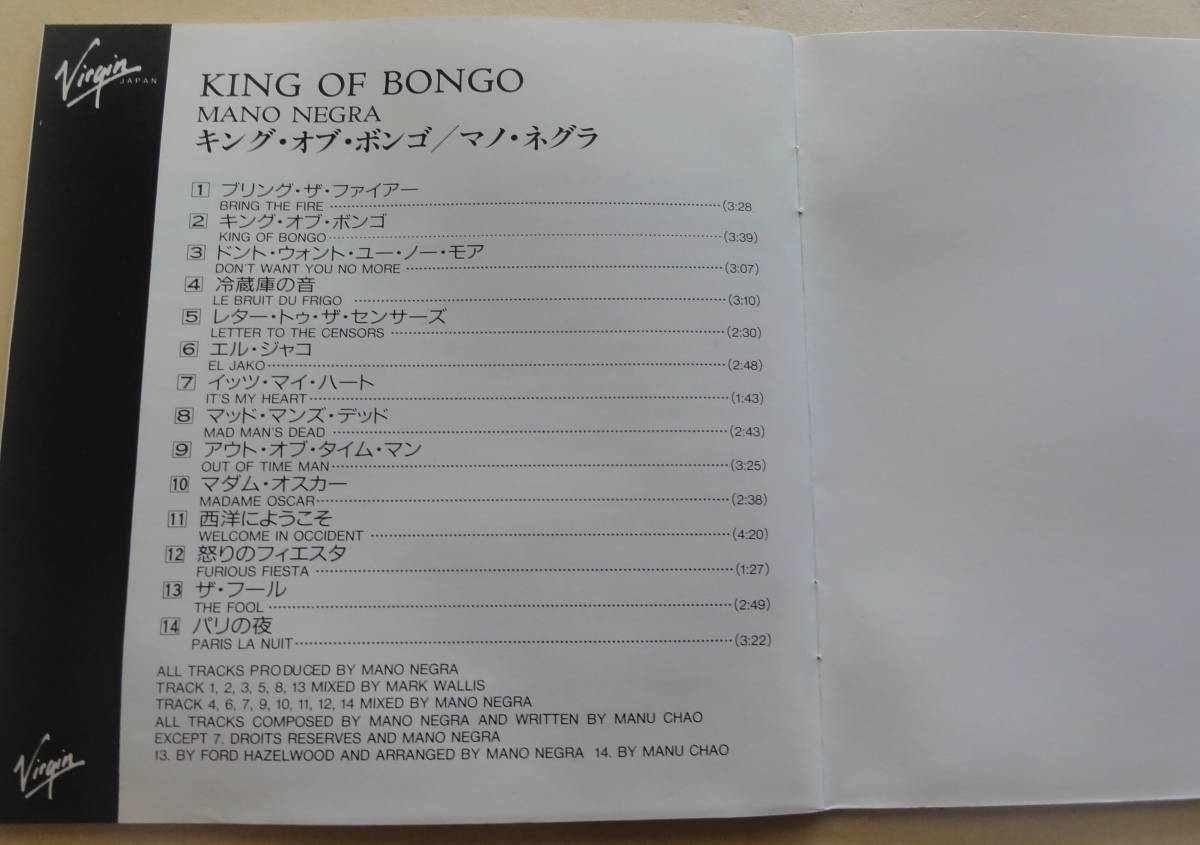 Virgin
JAPAN
KING OF BONGO
MANO NEGRA
キング・オブ・ボンゴ／マノ・ネグラ
1 ブリング・ザ・ファイアー
BRING THE FIRE (3:28
2 キング・オブ・ボンゴ
KING OF BONGO (3:39)
3 ドント・ウォント・ユー・ノー・モア
DON'T WANT YOU NO MORE (3:07)
4 冷蔵庫の音
LE BRUIT DU FRIGO (3:10)
5 レター・トゥ・ザ・センサーズ
LETTER TO THE CENSORS (2:30)
6 エル・ジャコ
EL JAKO (2:48)
7 イッツ・マイ・ハート
IT'S MY HEART (1:43)
8 マッド・マンズ・デッド
MAD MAN'S DEAD (2:43)
9 アウト・オブ・タイム・マン
OUT OF TIME MAN (3:25)
10 マダム・オスカー
MADAME OSCAR (2:38)
11 西洋にようこそ
WELCOME IN OCCIDENT (4:20)
12 怒りのフィエスタ
FURIOUS FIESTA (1:27)
13 ザ・フール
THE FOOL (2:49)
14 パリの夜
PARIS LA NUIT (3:22)
ALL TRACKS PRODUCED BY MANO NEGRA
TRACK 1, 2, 3, 5, 8, 13 MIXED BY MARK WALLIS
TRACK 4, 6, 7, 9, 10, 11, 12, 14 MIXED BY MANO NEGRA
ALL TRACKS COMPOSED BY MANO NEGRA AND WRITTEN BY MANU CHAO
EXCEPT 7. DROITS RESERVES AND MANO NEGRA
13. BY FORD HAZELWOOD AND ARRANGED BY MANO NEGRA 14. BY MANU CHAO
Virgin